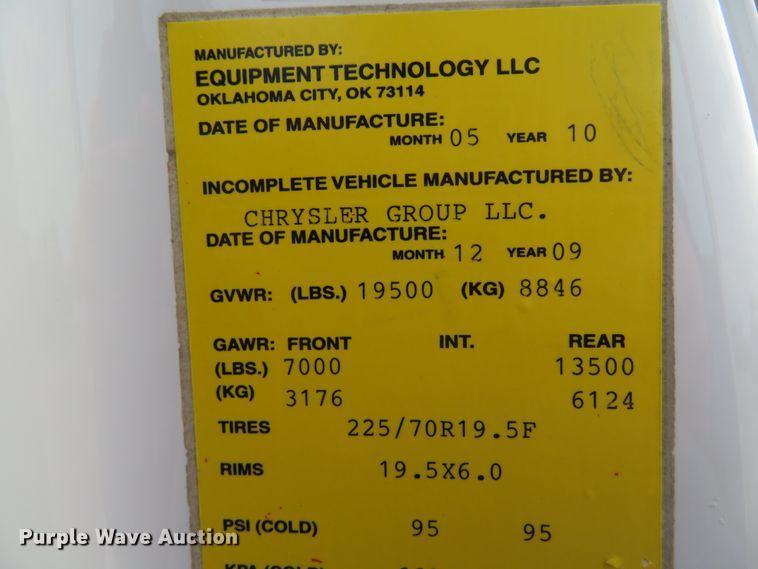 MANUFACTURED BY:
EQUIPMENT TECHNOLOGY LLC
OKLAHOMA CITY, OK 73114
DATE OF MANUFACTURE:
MONTH 05 YEAR 10
INCOMPLETE VEHICLE MANUFACTURED BY:
CHRYSLER GROUP LLC.
DATE OF MANUFACTURE:
MONTH 12 YEAR 09
GVWR: (LBS.) 19500 (KG) 8846
GAWR: FRONT INT. REAR
(LBS.) 7000 13500
(KG) 3176 6124
TIRES 225/70R19.5F
RIMS 19.5X6.0
PSI (COLD) 95 95
Purple Wave Auction